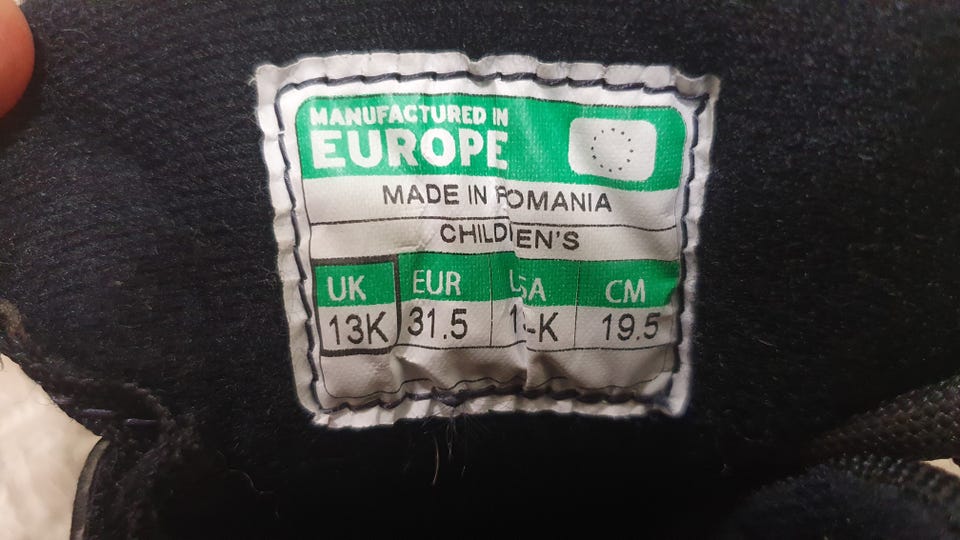 MANUFACTURED IN
EUROPE
MADE IN ROMANIA
CHILDREN'S
UK EUR USA CM
13K 31.5 19.5